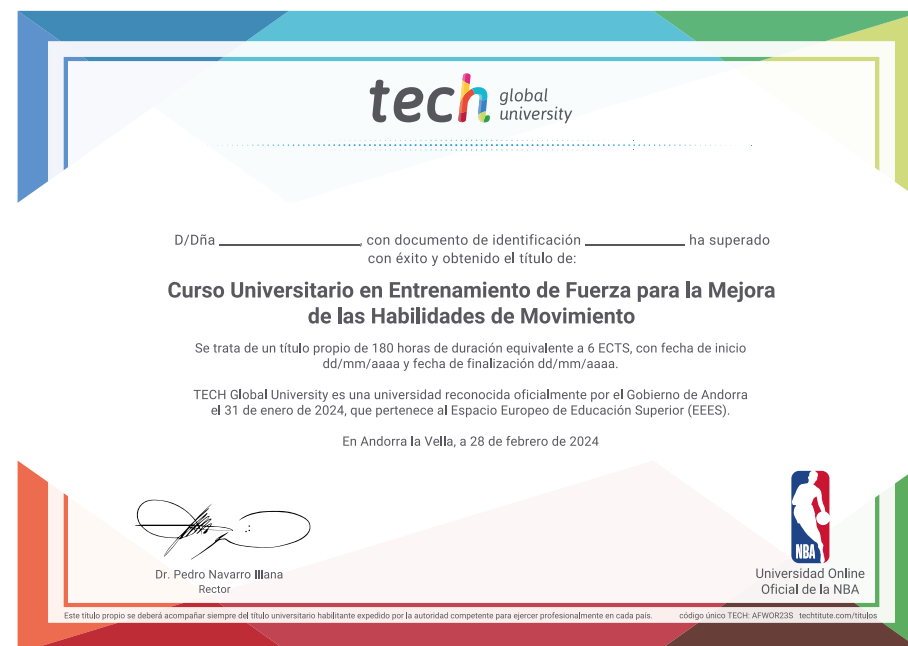 tech global university
D/Dña ____________________, con documento de identificación ______________ ha superado
con éxito y obtenido el título de:
Curso Universitario en Entrenamiento de Fuerza para la Mejora
de las Habilidades de Movimiento
Se trata de un título propio de 180 horas de duración equivalente a 6 ECTS, con fecha de inicio
dd/mm/aaaa y fecha de finalización dd/mm/aaaa.
TECH Global University es una universidad reconocida oficialmente por el Gobierno de Andorra
el 31 de enero de 2024, que pertenece al Espacio Europeo de Educación Superior (EEES).
En Andorra la Vella, a 28 de febrero de 2024
Dr. Pedro Navarro Illana
Rector
NBA
Universidad Online
Oficial de la NBA
Este título propio se deberá acompañar siempre del título universitario habilitante expedido por la autoridad competente para ejercer profesionalmente en cada país.
código único TECH: AFWOR23S techtitute.com/titulos